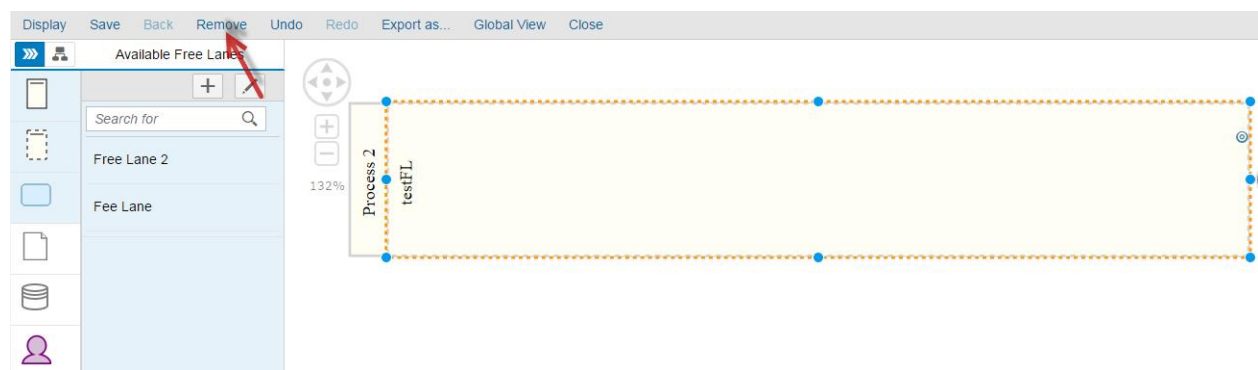 Display Save Back Remove Undo Redo Export as... Global View Close
Available Free Lanes
Search for
Free Lane 2
Fee Lane
132%
Process 2
testFL